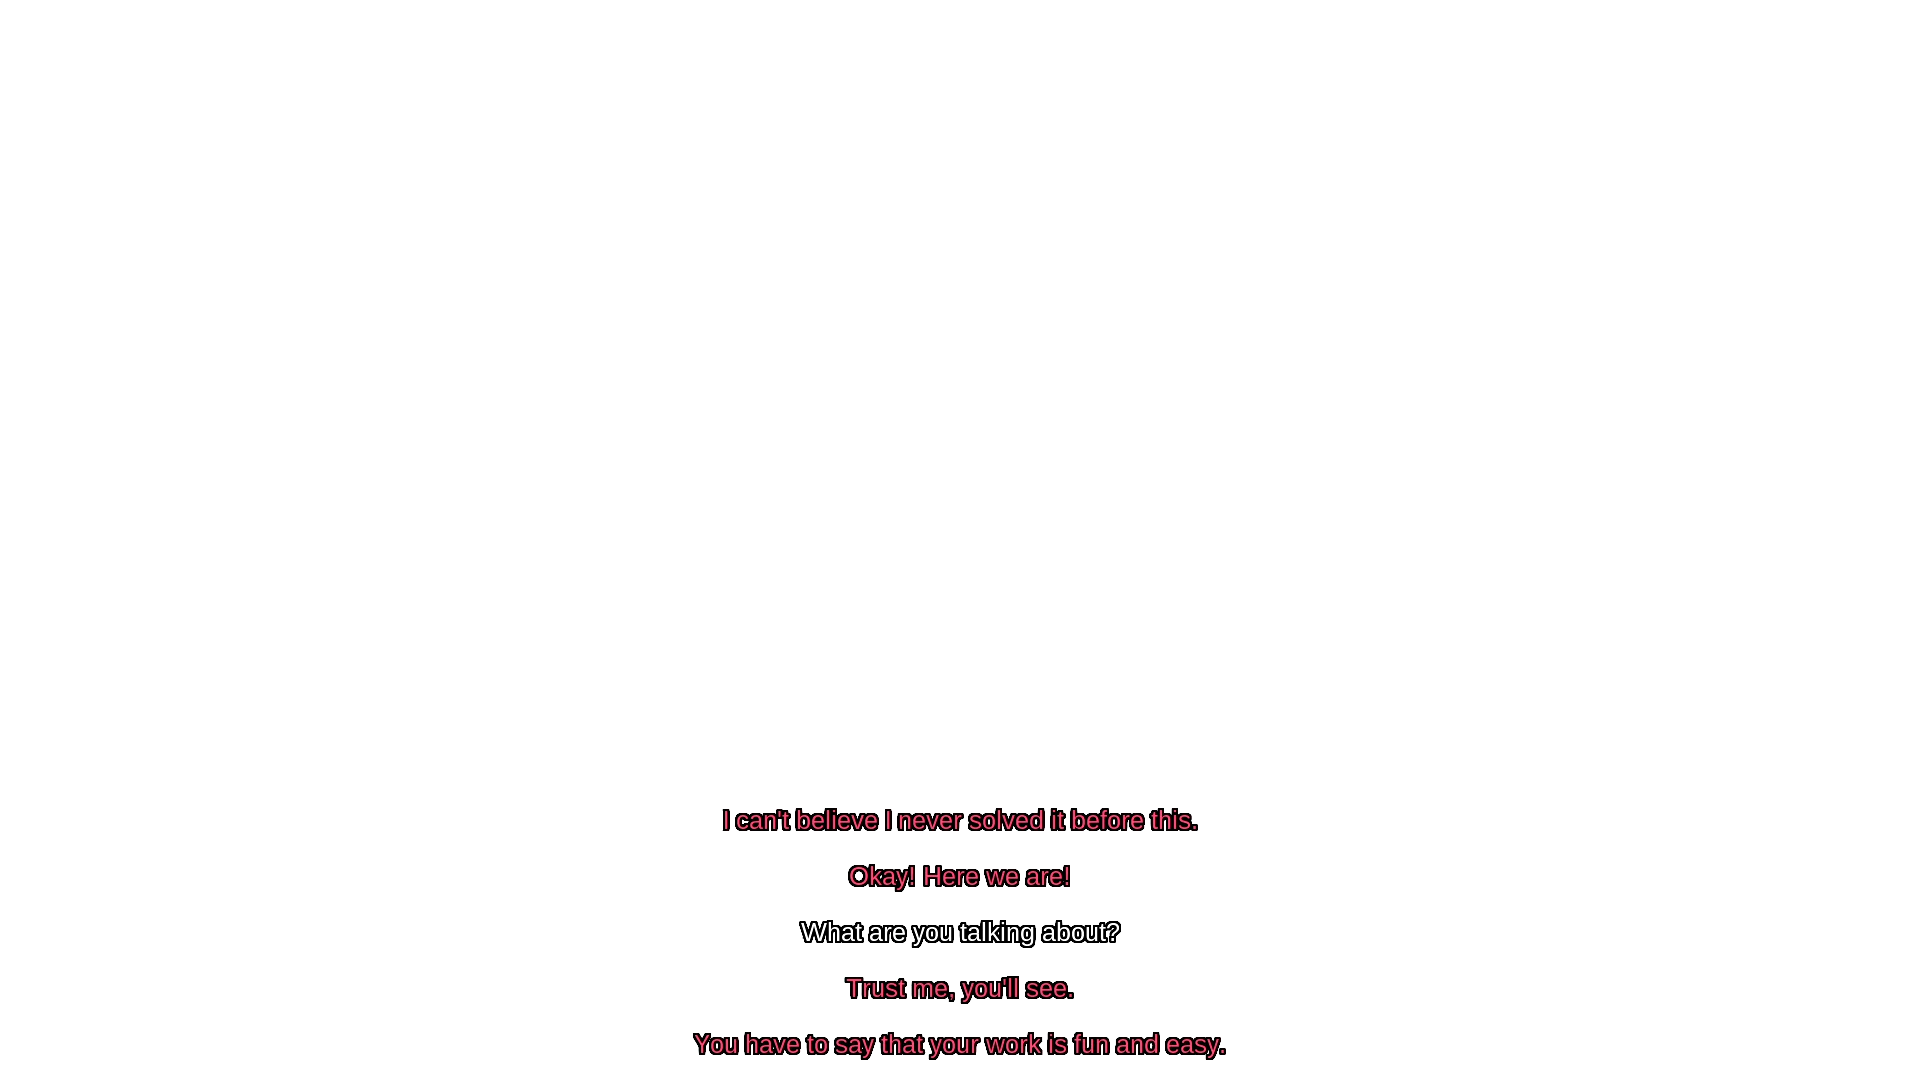 I can't believe I never solved it before this.
Okay! Here we are!
What are you talking about?
Trust me, you'll see.
You have to say that your work is fun and easy.